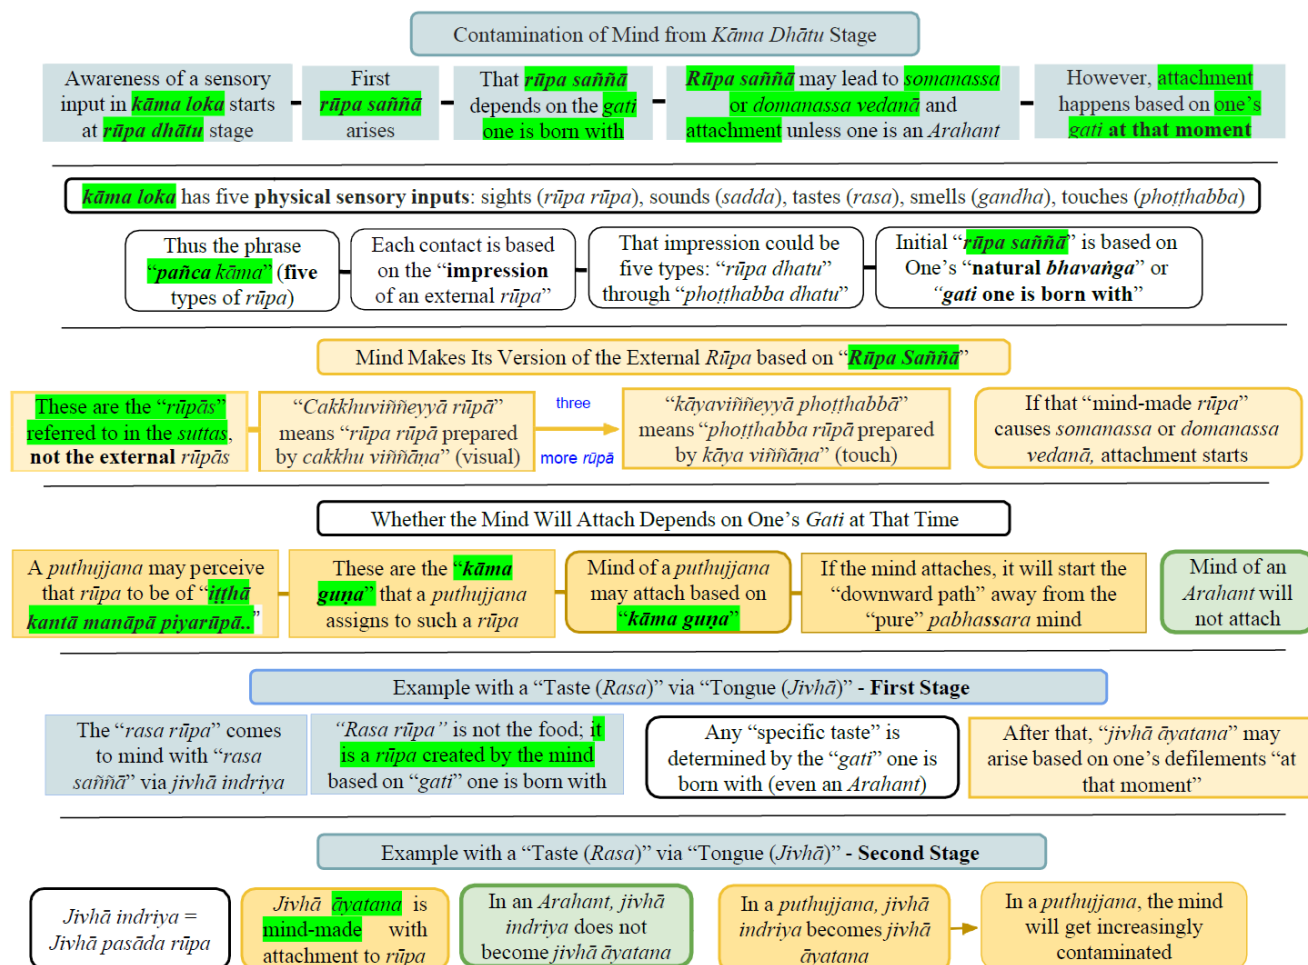 Contamination of Mind from Kāma Dhātu Stage
Awareness of a sensory
input in kāma loka starts
at rūpa dhātu stage
First
rūpa saññā
arises
That rūpa saññā
depends on the gati
one is born with
Rūpa saññā may lead to somanassa
or domanassa vedanā and
attachment unless one is an Arahant
However, attachment
happens based on one's
gati at that moment
kāma loka has five physical sensory inputs: sights (rūpa rūpa), sounds (sadda), tastes (rasa), smells (gandha), touches (phoṭṭhabba)
Thus the phrase
“pañca kāma” (five
types of rūpa)
Each contact is based
on the “impression
of an external rūpa”
That impression could be
five types: “rūpa dhatu”
through “phoṭṭhabba dhatu”
Initial “rūpa saññā” is based on
One's “natural bhavaṅga” or
“gati one is born with”
Mind Makes Its Version of the External Rūpa based on “Rūpa Saññā”
These are the “rūpās”
referred to in the suttas,
not the external rūpās
“Cakkhuviññeyyā rūpā”
means “rūpa rūpā prepared
by cakkhu viññāṇa” (visual)
three
more rūpā
“kāyaviññeyyā phoṭṭhabbā”
means “phoṭṭhabba rūpā prepared
by kāya viññāṇa” (touch)
If that “mind-made rūpa”
causes somanassa or domanassa
vedanā, attachment starts
Whether the Mind Will Attach Depends on One's Gati at That Time
A puthujjana may perceive
that rūpa to be of “iṭṭhā
kantā manāpā piyarūpā..”
These are the “kāma
guṇa” that a puthujjana
assigns to such a rūpa
Mind of a puthujjana
may attach based on
“kāma guṇa”
If the mind attaches, it will start the
“downward path” away from the
“pure” pabhassara mind
Mind of an
Arahant will
not attach
Example with a “Taste (Rasa)” via “Tongue (Jivhā)” - First Stage
The “rasa rūpa” comes
to mind with “rasa
saññā” via jivhā indriya
“Rasa rūpa” is not the food; it
is a rūpa created by the mind
based on “gati” one is born with
Any “specific taste” is
determined by the “gati” one is
born with (even an Arahant)
After that, “jivhā āyatana” may
arise based on one's defilements “at
that moment”
Example with a “Taste (Rasa)” via “Tongue (Jivhā)” - Second Stage
Jivhā indriya =
Jivhā pasāda rūpa
Jivhā āyatana is
mind-made with
attachment to rūpa
In an Arahant, jivhā
indriya does not
become jivhā āyatana
In a puthujjana, jivhā
indriya becomes jivhā
āyatana
In a puthujjana, the mind
will get increasingly
contaminated